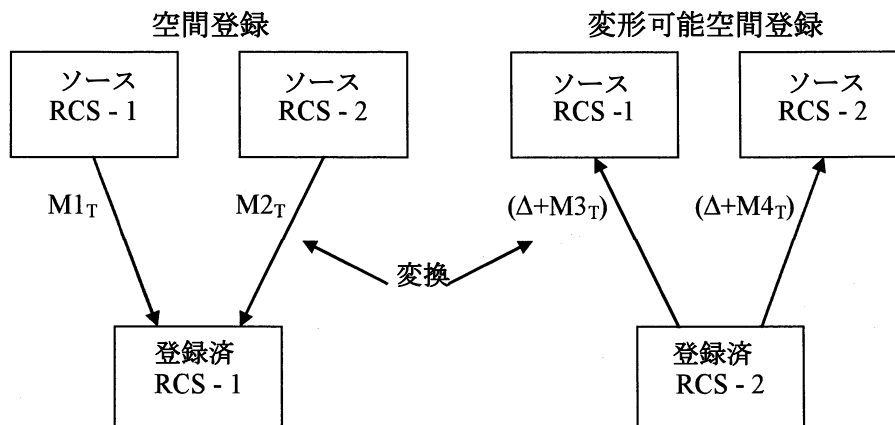 空間登録
変形可能空間登録
ソース
RCS - 1
ソース
RCS - 2
ソース
RCS -1
ソース
RCS - 2
M1T
M2T
(Δ+M3T)
(Δ+M4T)
変換
登録済
RCS - 1
登録済
RCS - 2